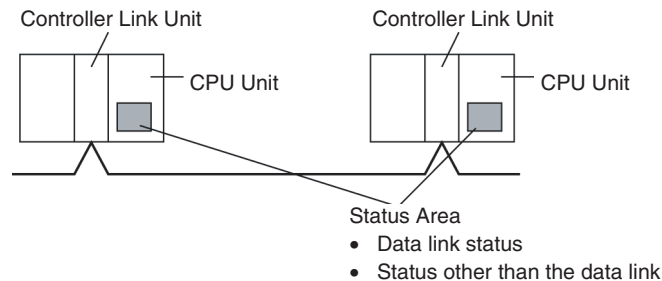 Controller Link Unit
Controller Link Unit
CPU Unit
CPU Unit
Status Area
• Data link status
• Status other than the data link